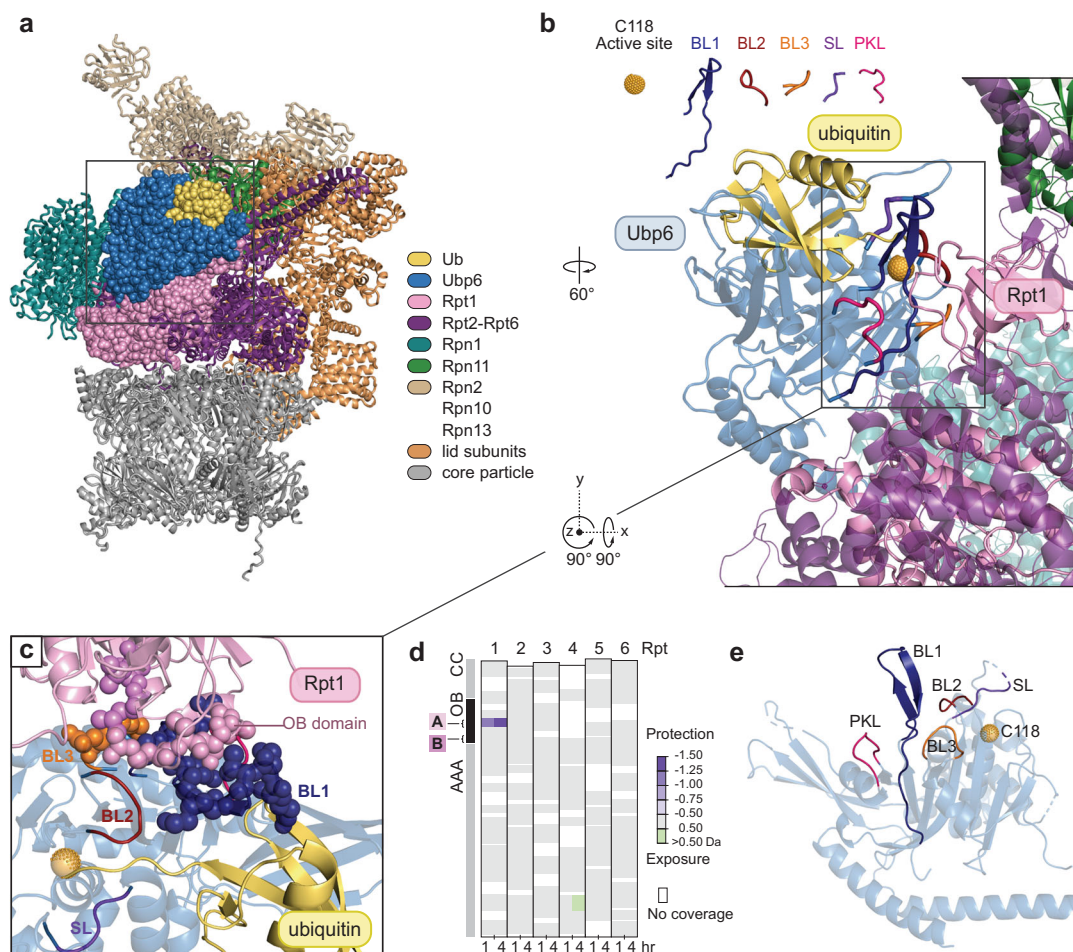 a
Ub
Ubp6
Rpt1
Rpt2-Rpt6
Rpn1
Rpn11
Rpn2
Rpn10
Rpn13
lid subunits
core particle
b
C118
Active site
BL1
BL2
BL3
SL
PKL
ubiquitin
Ubp6
Rpt1
60°
y
z
x
90°
90°
c
Rpt1
OB domain
BL3
BL2
BL1
SL
ubiquitin
d
1
2
3
4
5
6
Rpt
CC
OB
AAA
A
B
Protection
-1.50
-1.25
-1.00
-0.75
-0.50
0.50
>0.50 Da
Exposure
No coverage
1 4 1 4 1 4 1 4 1 4 1 4 hr
e
BL1
BL2
SL
PKL
BL3
C118